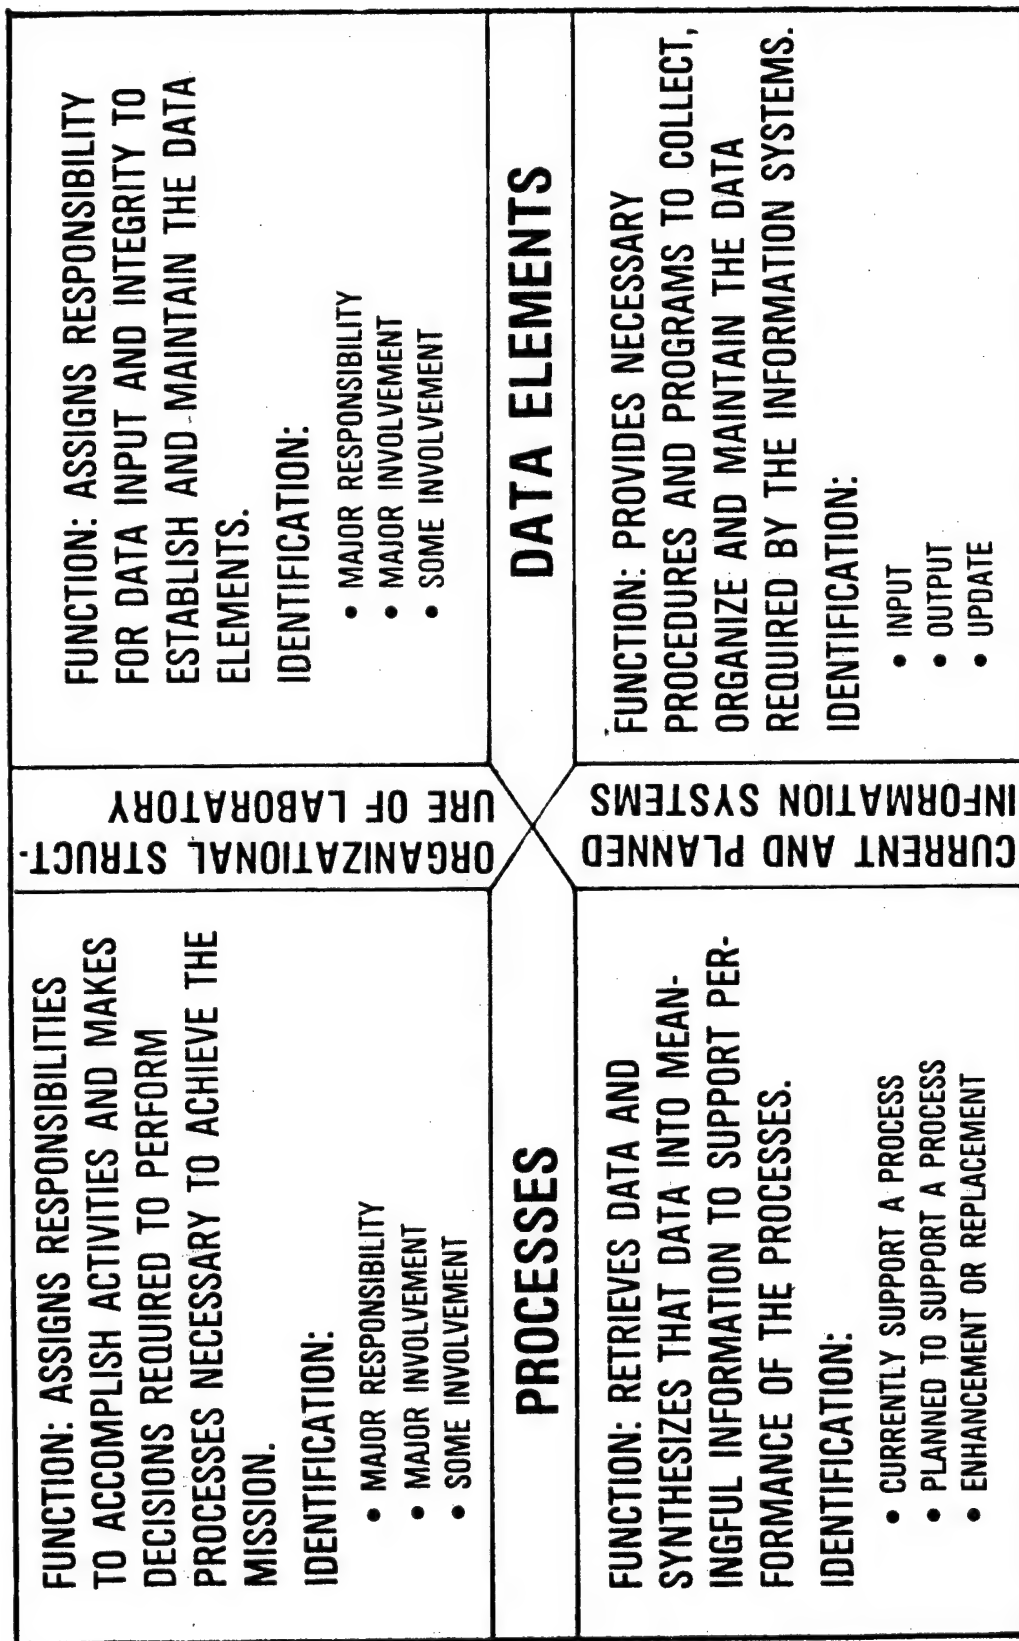 FUNCTION: ASSIGNS RESPONSIBILITIES
TO ACCOMPLISH ACTIVITIES AND MAKES
DECISIONS REQUIRED TO PERFORM
PROCESSES NECESSARY TO ACHIEVE THE
MISSION.
IDENTIFICATION:
• MAJOR RESPONSIBILITY
• MAJOR INVOLVEMENT
• SOME INVOLVEMENT
ORGANIZATIONAL STRUCT-
URE OF LABORATORY
FUNCTION: ASSIGNS RESPONSIBILITY
FOR DATA INPUT AND INTEGRITY TO
ESTABLISH AND MAINTAIN THE DATA
ELEMENTS.
IDENTIFICATION:
• MAJOR RESPONSIBILITY
• MAJOR INVOLVEMENT
• SOME INVOLVEMENT
PROCESSES
DATA ELEMENTS
FUNCTION: RETRIEVES DATA AND
SYNTHESIZES THAT DATA INTO MEAN-
INGFUL INFORMATION TO SUPPORT PER-
FORMANCE OF THE PROCESSES.
IDENTIFICATION:
• CURRENTLY SUPPORT A PROCESS
• PLANNED TO SUPPORT A PROCESS
• ENHANCEMENT OR REPLACEMENT
CURRENT AND PLANNED
INFORMATION SYSTEMS
FUNCTION: PROVIDES NECESSARY
PROCEDURES AND PROGRAMS TO COLLECT,
ORGANIZE AND MAINTAIN THE DATA
REQUIRED BY THE INFORMATION SYSTEMS.
IDENTIFICATION:
• INPUT
• OUTPUT
• UPDATE